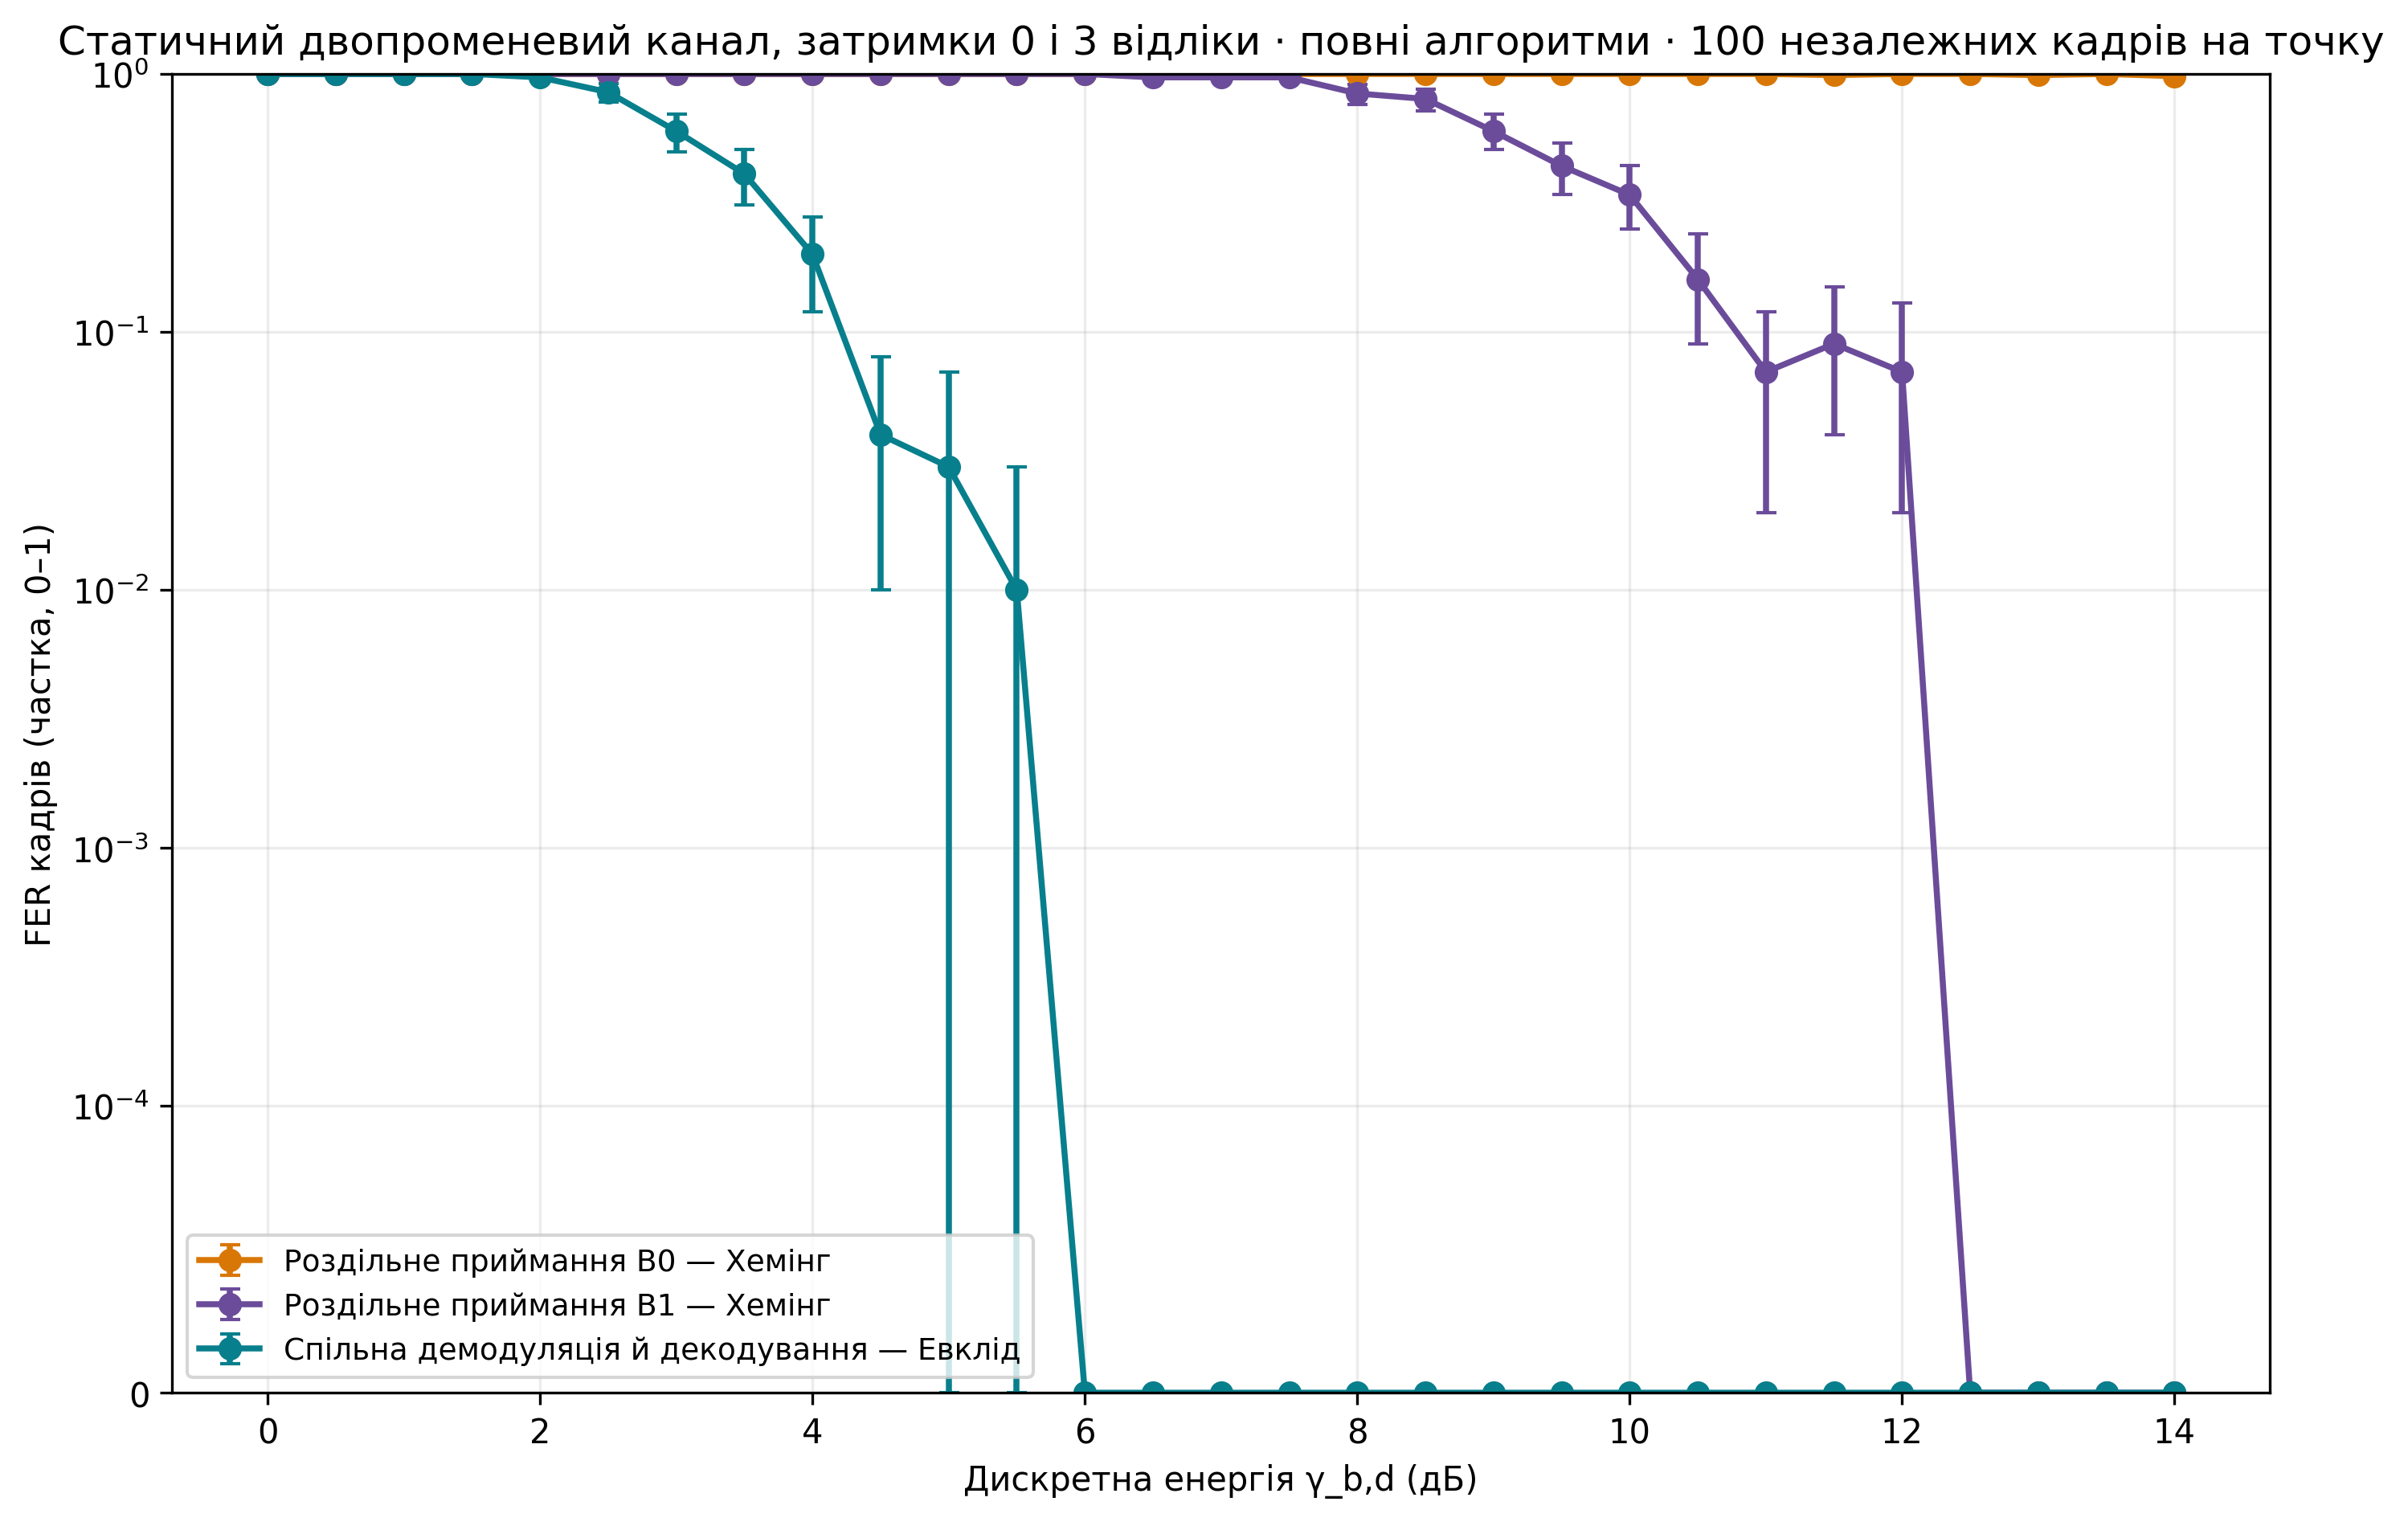 Статичний двопроменевий канал, затримки 0 і 3 відліки · повні алгоритми · 100 незалежних кадрів на точку
10⁰
10⁻¹
10⁻²
10⁻³
10⁻⁴
0
FER кадрів (частка, 0–1)
Роздільне приймання B0 — Хемінг
Роздільне приймання B1 — Хемінг
Спільна демодуляція й декодування — Евклід
0 2 4 6 8 10 12 14
Дискретна енергія γ_b,d (дБ)